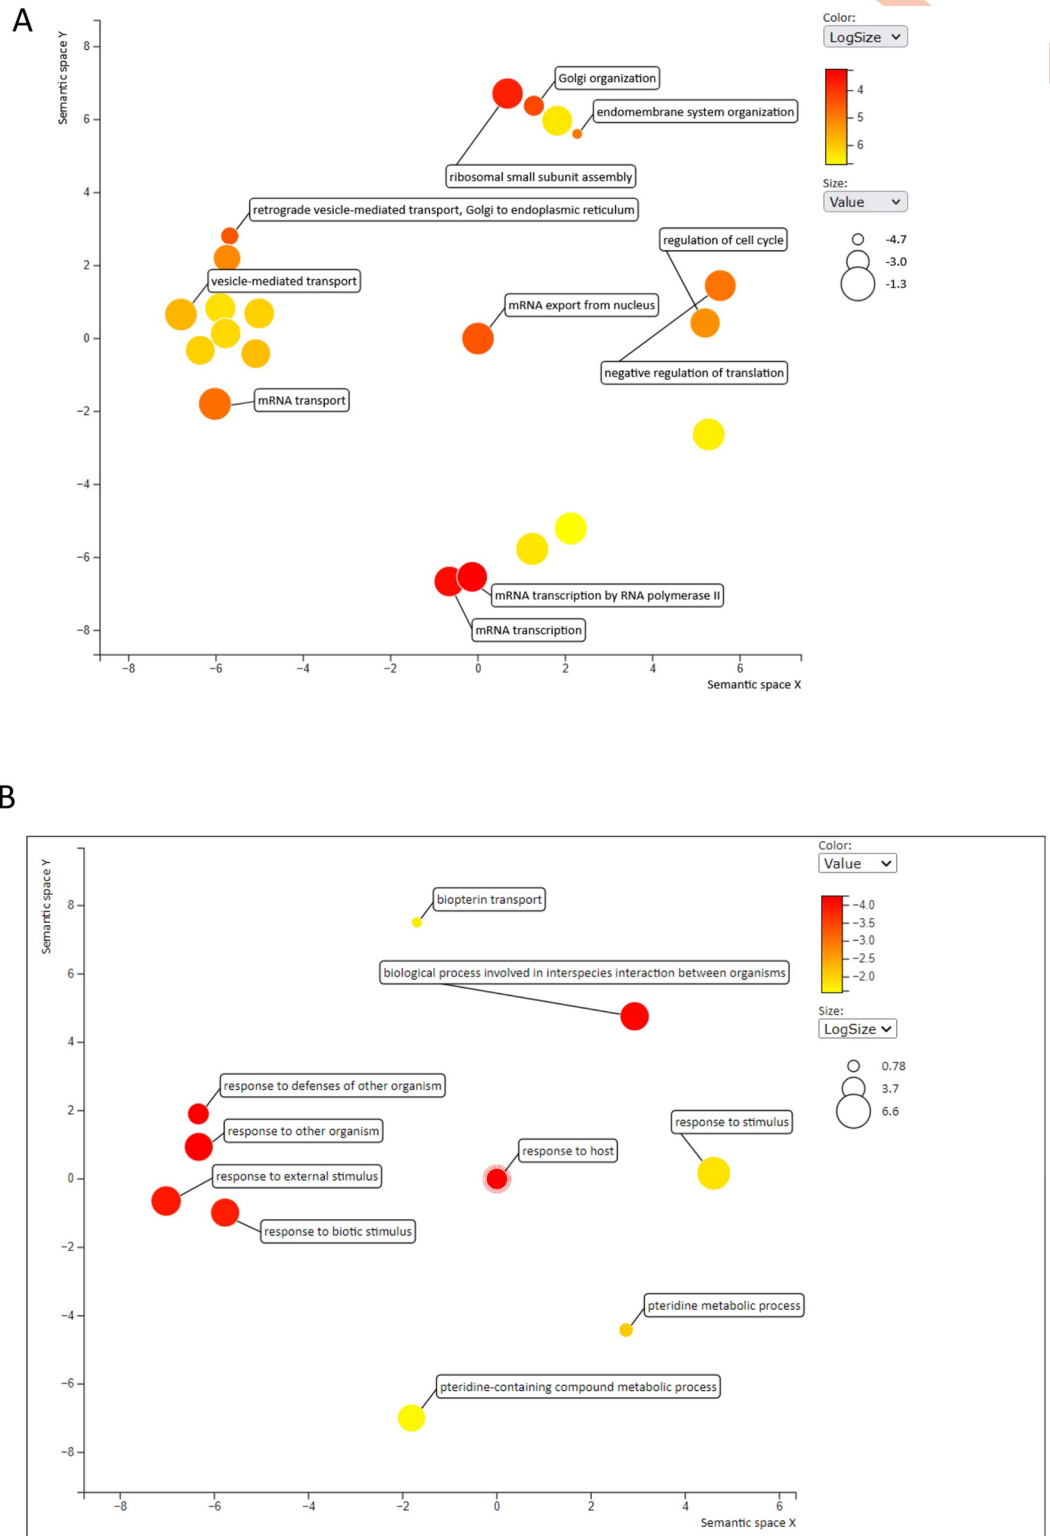 A
Semantic space Y
8
6
4
2
0
−2
−4
−6
−8
Golgi organization
endomembrane system organization
ribosomal small subunit assembly
retrograde vesicle-mediated transport, Golgi to endoplasmic reticulum
regulation of cell cycle
vesicle-mediated transport
mRNA export from nucleus
negative regulation of translation
mRNA transport
mRNA transcription by RNA polymerase II
mRNA transcription
−8 −6 −4 −2 0 2 4 6
Semantic space X
Color:
LogSize
4
5
6
Size:
Value
-4.7
-3.0
-1.3
B
Semantic space Y
8
6
4
2
0
−2
−4
−6
−8
biopterin transport
biological process involved in interspecies interaction between organisms
response to defenses of other organism
response to other organism
response to stimulus
response to host
response to external stimulus
response to biotic stimulus
pteridine metabolic process
pteridine-containing compound metabolic process
−8 −6 −4 −2 0 2 4 6
Semantic space X
Color:
Value
−4.0
−3.5
−3.0
−2.5
−2.0
Size:
LogSize
0.78
3.7
6.6